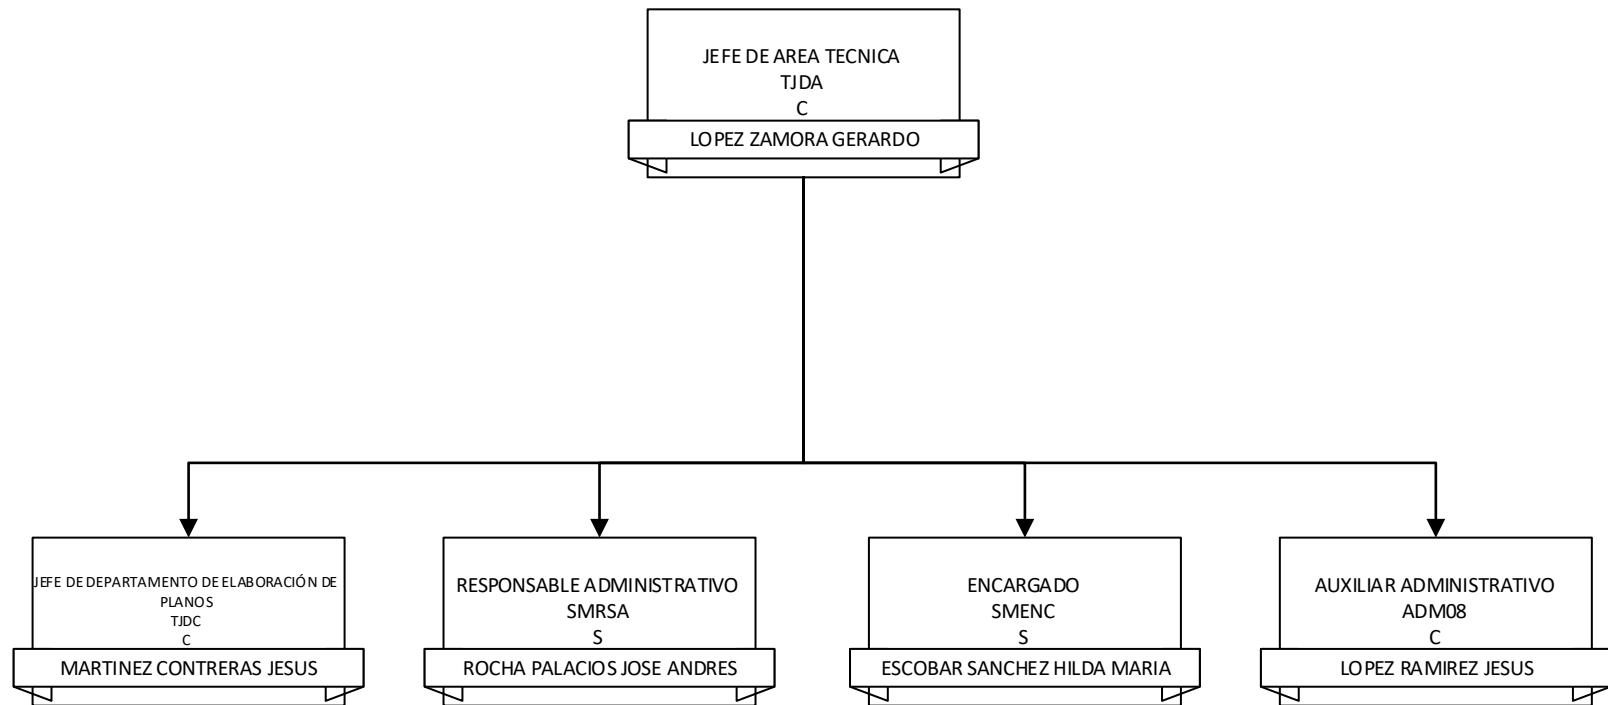 JEFE DE AREA TECNICA
TJDA
C
LOPEZ ZAMORA GERARDO
JEFE DE DEPARTAMENTO DE ELABORACIÓN DE
PLANOS
TJDC
C
MARTINEZ CONTRERAS JESUS
RESPONSABLE ADMINISTRATIVO
SMRSA
S
ROCHA PALACIOS JOSE ANDRES
ENCARGADO
SMENC
S
ESCOBAR SANCHEZ HILDA MARIA
AUXILIAR ADMINISTRATIVO
ADM08
C
LOPEZ RAMIREZ JESUS